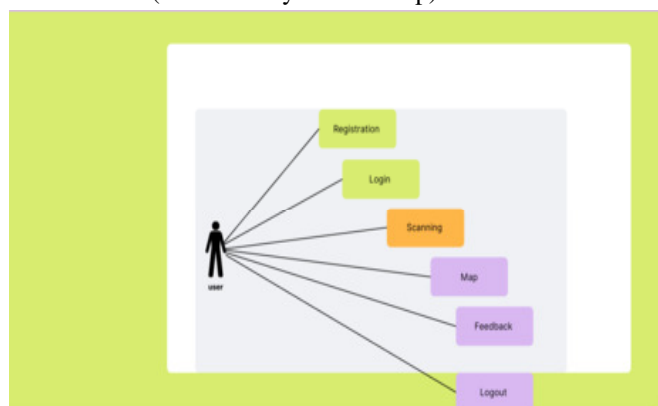 Registration
Login
Scanning
Map
user
Feedback
Logout